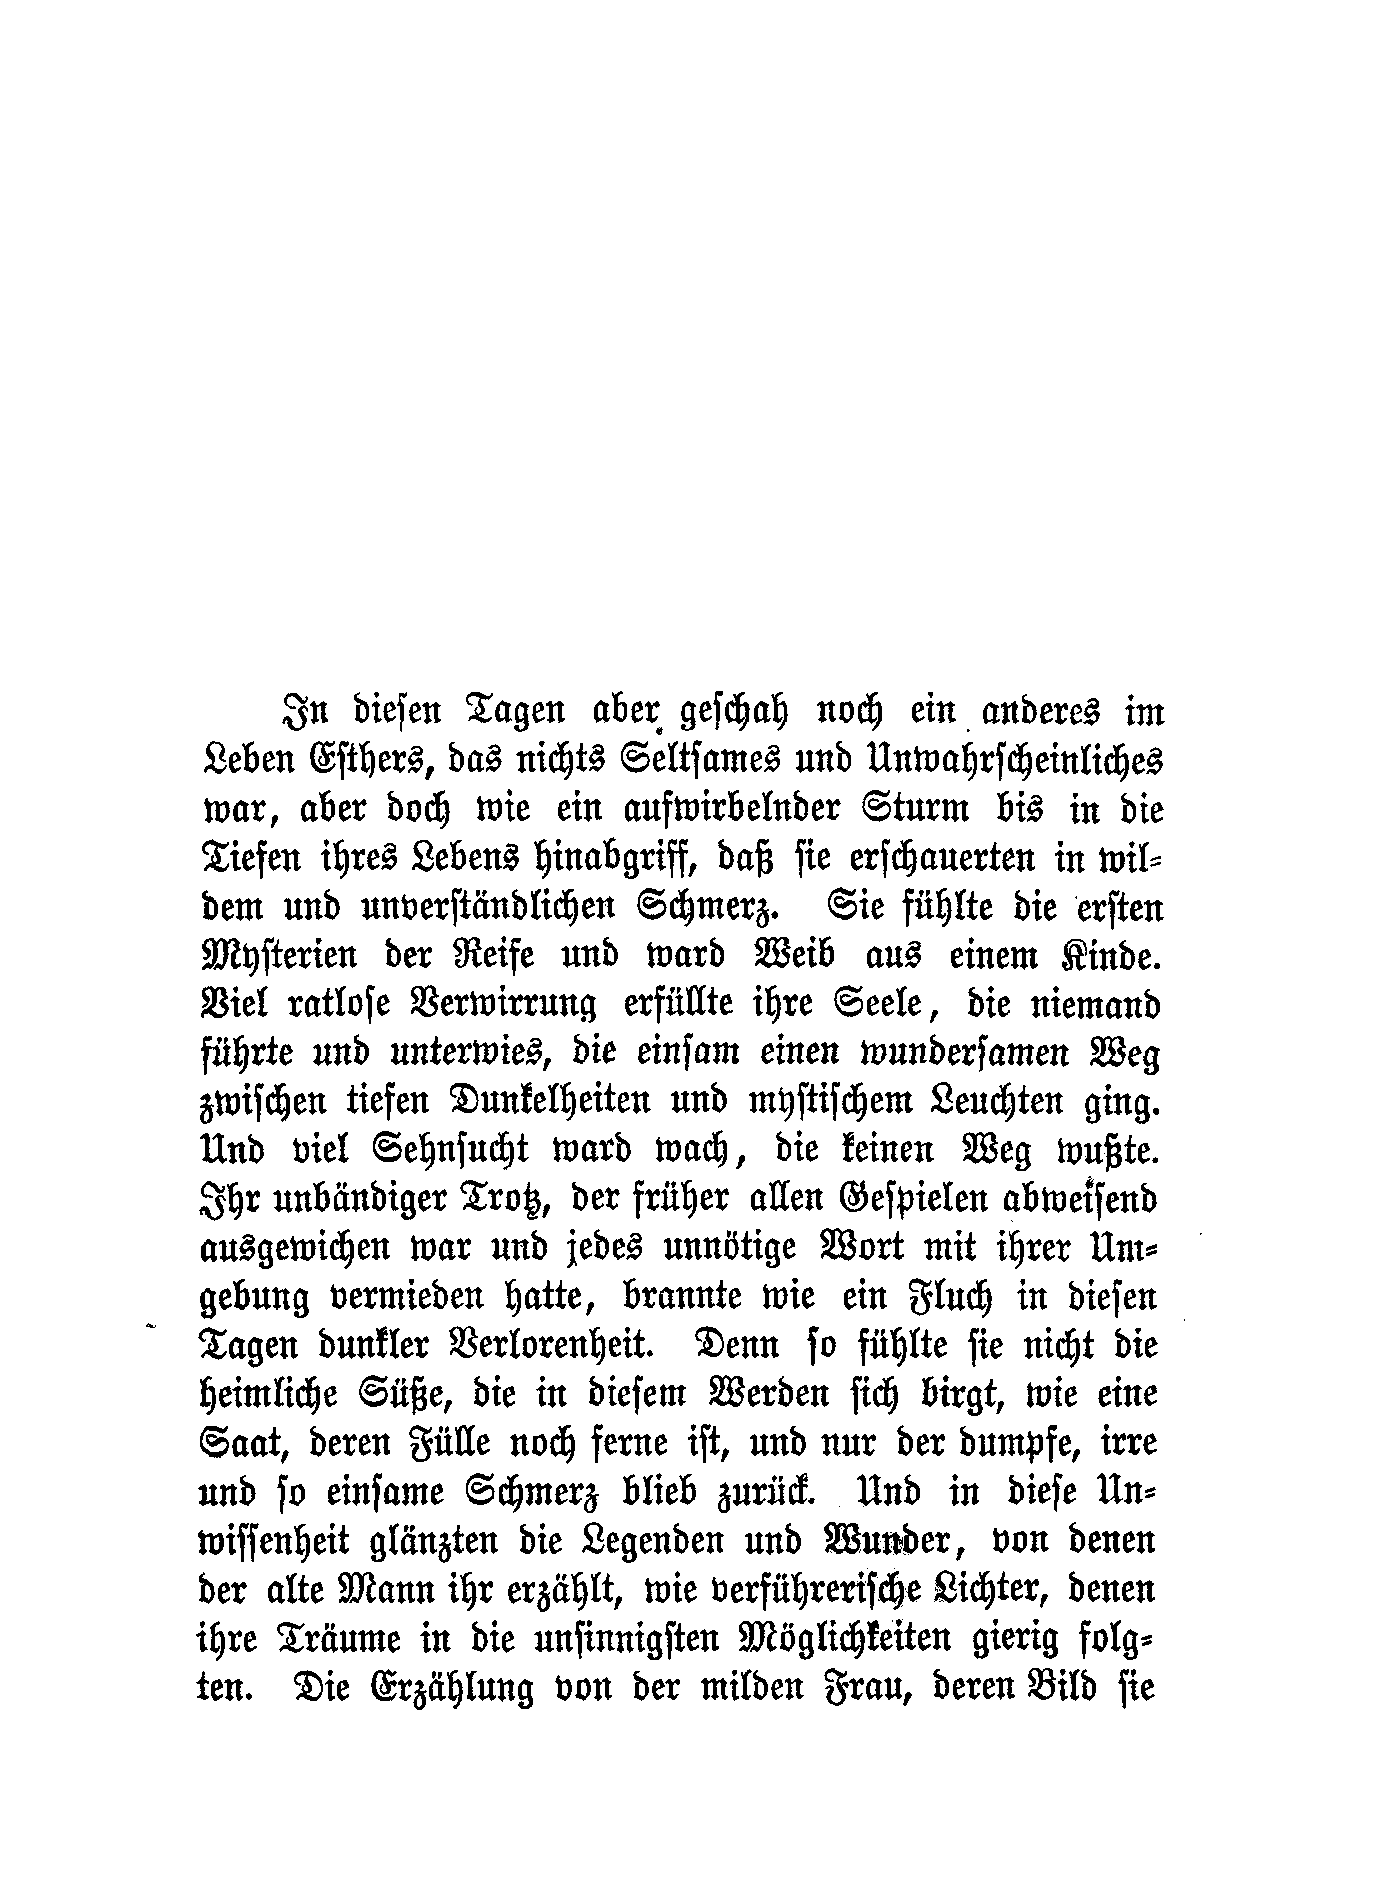 In dieſen Tagen aber geſchah noch ein anderes im
Leben Eſthers, das nichts Seltſames und Unwahrſcheinliches
war, aber doch wie ein aufwirbelnder Sturm bis in die
Tiefen ihres Lebens hinabgriff, daß ſie erſchauerten in wil⸗
dem und unverſtändlichen Schmerz. Sie fühlte die erſten
Myſterien der Reife und ward Weib aus einem Kinde.
Viel ratloſe Verwirrung erfüllte ihre Seele, die niemand
führte und unterwies, die einſam einen wunderſamen Weg
zwiſchen tiefen Dunkelheiten und myſtiſchem Leuchten ging.
Und viel Sehnſucht ward wach, die keinen Weg wußte.
Ihr unbändiger Trotz, der früher allen Geſpielen abweiſend
ausgewichen war und jedes unnötige Wort mit ihrer Um⸗
gebung vermieden hatte, brannte wie ein Fluch in dieſen
Tagen dunkler Verlorenheit. Denn ſo fühlte ſie nicht die
heimliche Süße, die in dieſem Werden ſich birgt, wie eine
Saat, deren Fülle noch ferne iſt, und nur der dumpfe, irre
und ſo einſame Schmerz blieb zurück. Und in dieſe Un⸗
wiſſenheit glänzten die Legenden und Wunder, von denen
der alte Mann ihr erzählt, wie verführeriſche Lichter, denen
ihre Träume in die unſinnigſten Möglichkeiten gierig folg⸗
ten. Die Erzählung von der milden Frau, deren Bild ſie